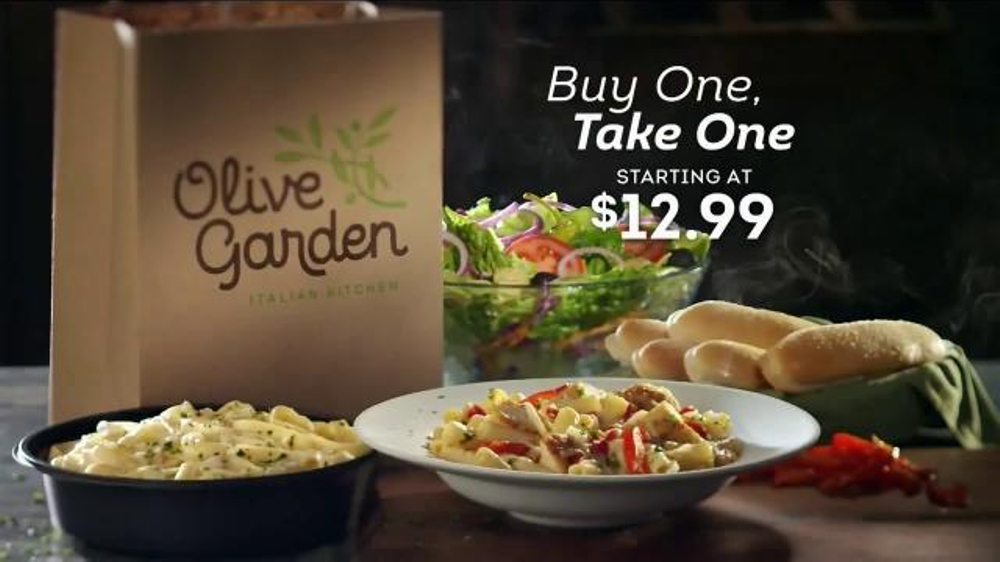 Olive
Garden
ITALIAN KITCHEN
Buy One,
Take One
STARTING AT
$12.99